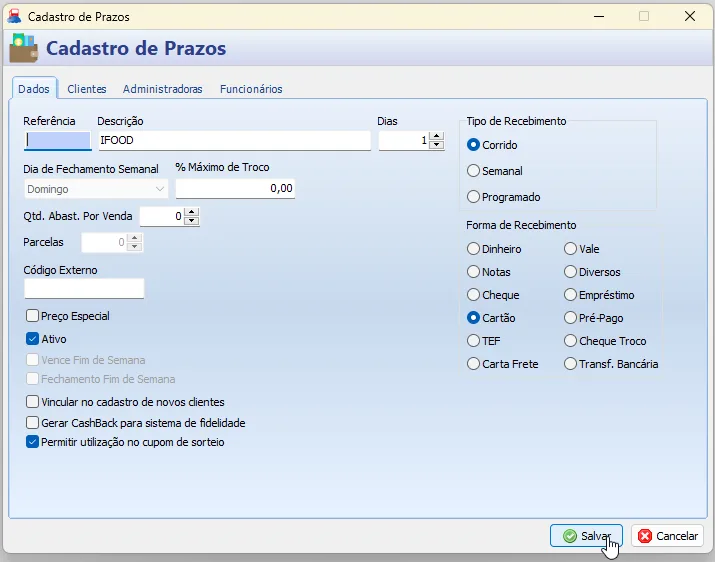 Cadastro de Prazos
Cadastro de Prazos
Dados Clientes Administradoras Funcionários
Referência Descrição Dias
IFOOD 1
Dia de Fechamento Semanal % Máximo de Troco
Domingo 0,00
Qtd. Abast. Por Venda 0
Parcelas 0
Código Externo
Preço Especial
Ativo
Vence Fim de Semana
Fechamento Fim de Semana
Vincular no cadastro de novos clientes
Gerar CashBack para sistema de fidelidade
Permitir utilização no cupom de sorteio
Tipo de Recebimento
Corrido
Semanal
Programado
Forma de Recebimento
Dinheiro Vale
Notas Diversos
Cheque Empréstimo
Cartão Pré-Pago
TEF Cheque Troco
Carta Frete Transf. Bancária
Salvar Cancelar